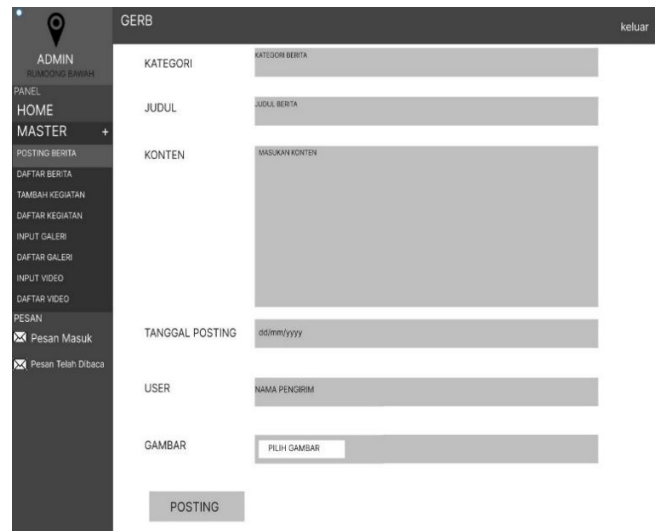 GERB
keluar
ADMIN
RUMOONG BAWAH
PANEL
HOME
MASTER +
POSTING BERITA
DAFTAR BERITA
TAMBAH KEGIATAN
DAFTAR KEGIATAN
INPUT GALERI
DAFTAR GALERI
INPUT VIDEO
DAFTAR VIDEO
PESAN
Pesan Masuk
Pesan Telah Dibaca
KATEGORI
KATEGORI BERITA
JUDUL
JUDUL BERITA
KONTEN
MASUKAN KONTEN
TANGGAL POSTING
dd/mm/yyyy
USER
NAMA PENGIRIM
GAMBAR
PILIH GAMBAR
POSTING